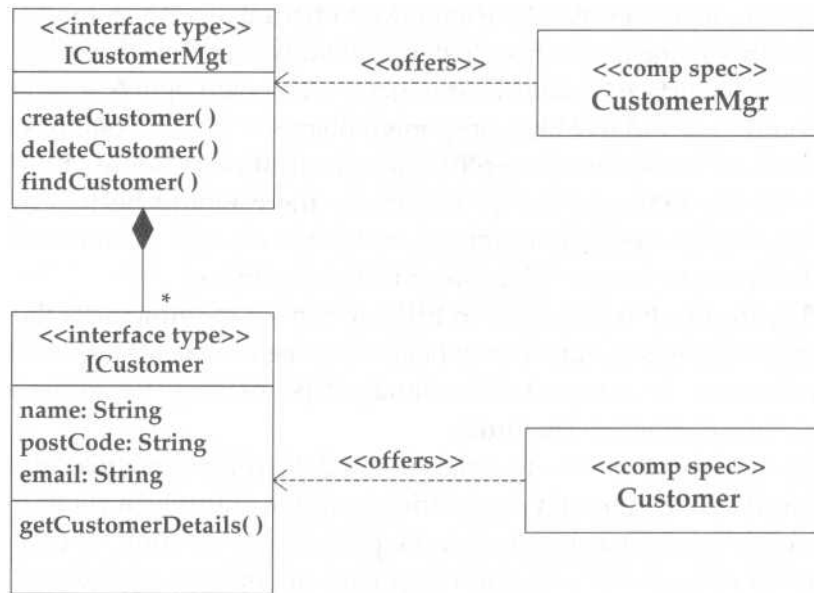 <<interface type>>
ICustomerMgt
createCustomer( )
deleteCustomer( )
findCustomer( )
<<offers>>
<<comp spec>>
CustomerMgr
*
<<interface type>>
ICustomer
name: String
postCode: String
email: String
getCustomerDetails( )
<<offers>>
<<comp spec>>
Customer